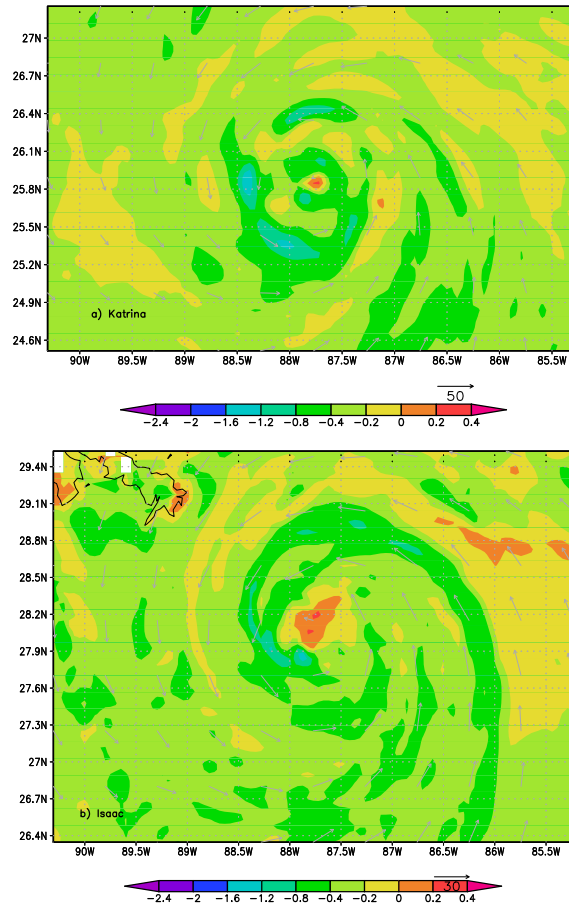 27N
26.7N
26.4N
26.1N
25.8N
25.5N
25.2N
24.9N
24.6N
a) Katrina
90W 89.5W 89W 88.5W 88W 87.5W 87W 86.5W 86W 85.5W
50
-2.4 -2 -1.6 -1.2 -0.8 -0.4 -0.2 0 0.2 0.4
29.4N
29.1N
28.8N
28.5N
28.2N
27.9N
27.6N
27.3N
27N
26.7N
b) Isaac
26.4N
90W 89.5W 89W 88.5W 88W 87.5W 87W 86.5W 86W 85.5W
30
-2.4 -2 -1.6 -1.2 -0.8 -0.4 -0.2 0 0.2 0.4